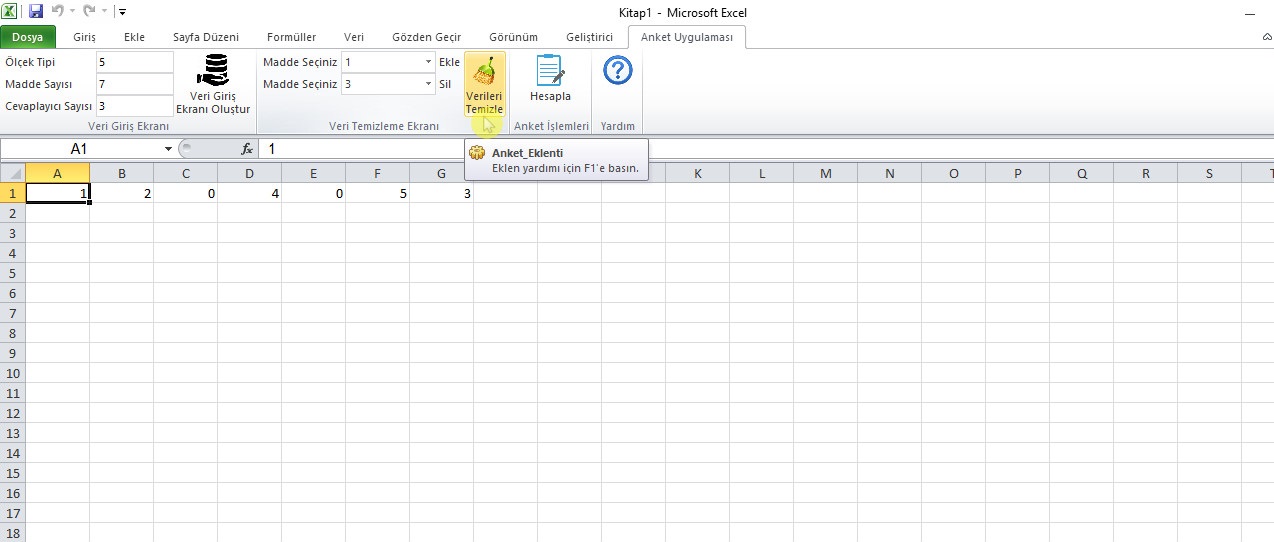 Kitap1 - Microsoft Excel
Dosya Giriş Ekle Sayfa Düzeni Formüller Veri Gözden Geçir Görünüm Geliştirici Anket Uygulaması
Ölçek Tipi 5
Madde Sayısı 7
Cevaplayıcı Sayısı 3
Veri Giriş
Ekranı Oluştur
Veri Giriş Ekranı
Madde Seçiniz 1 Ekle
Madde Seçiniz 3 Sil
Verileri
Temizle
Veri Temizleme Ekranı
Hesapla
Anket İşlemleri
?
Yardım
A1 fx 1
Anket_Eklenti
Eklen yardımı için F1'e basın.
A B C D E F G K L M N O P Q R S T
1 1 2 0 4 0 5 3
2
3
4
5
6
7
8
9
10
11
12
13
14
15
16
17
18